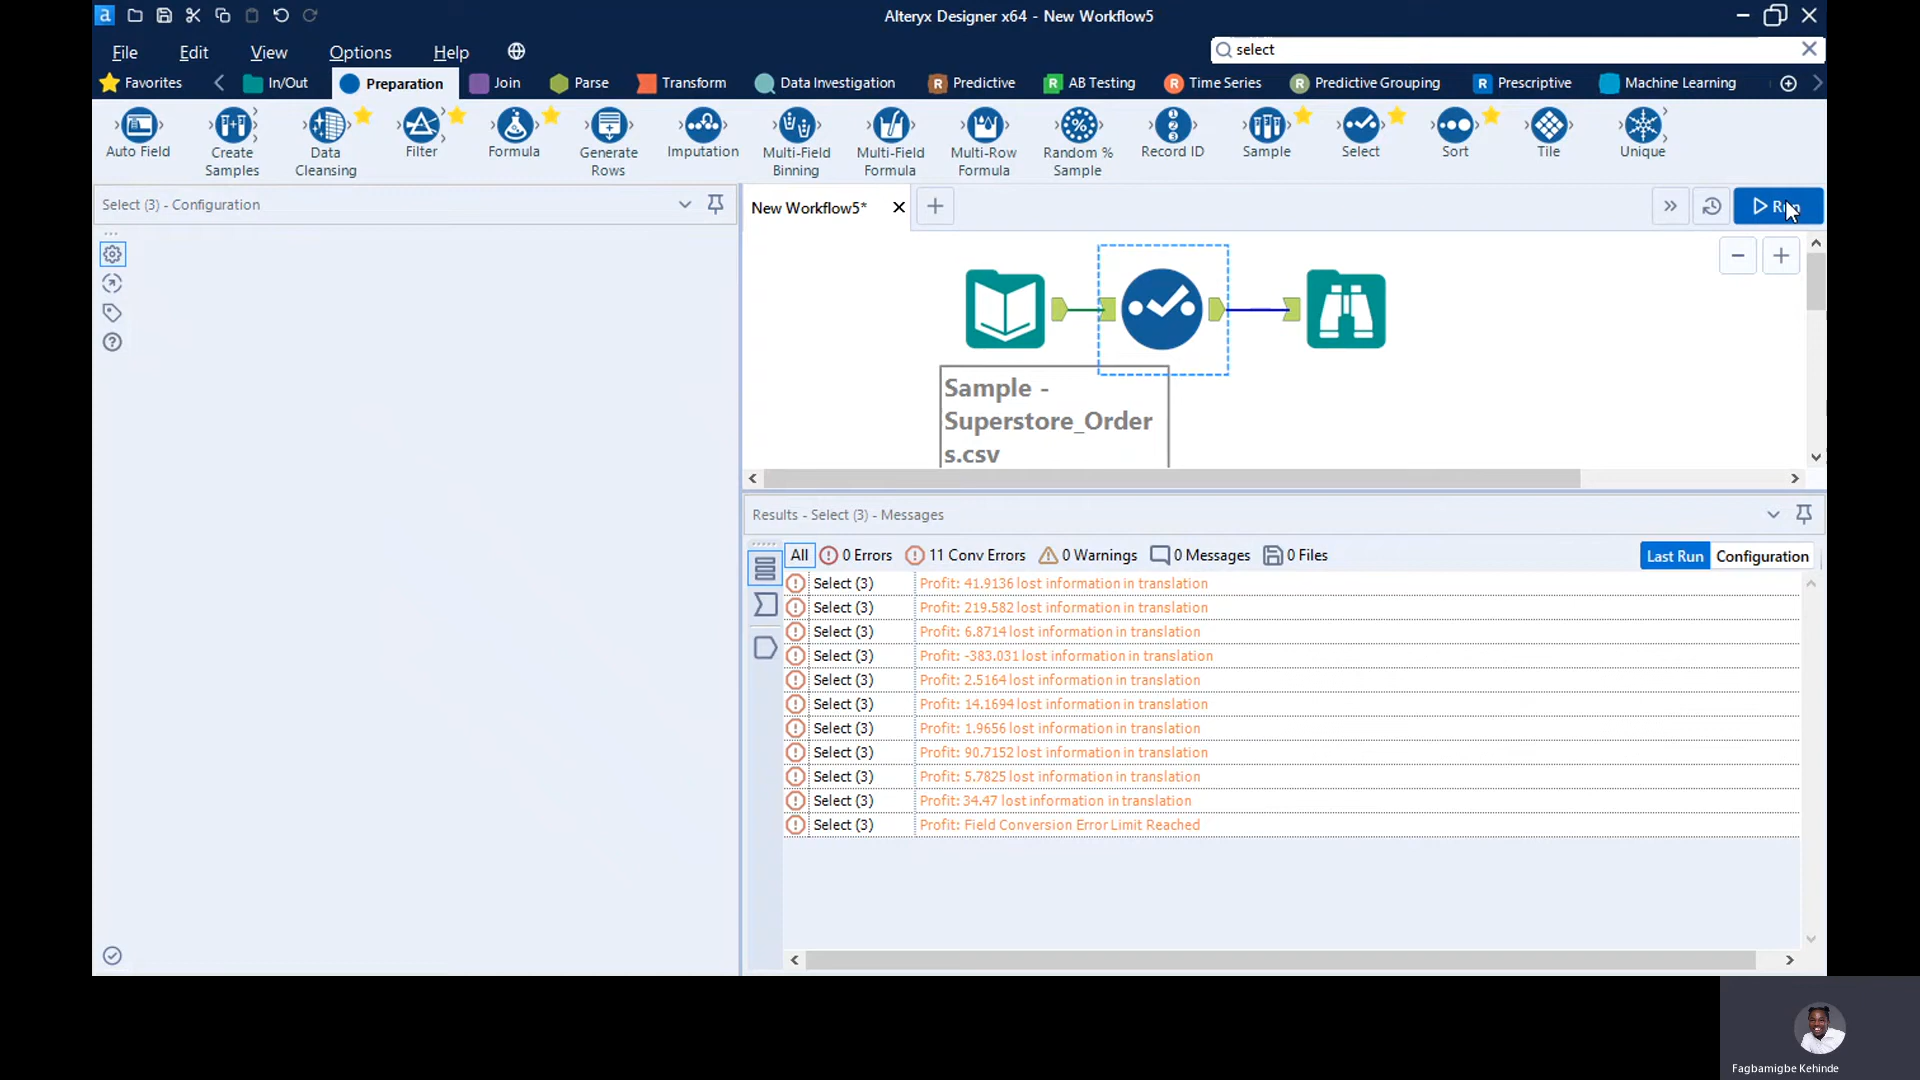 a
Alteryx Designer x64 - New Workflow5
File Edit View Options Help
select
Favorites In/Out Preparation Join Parse Transform Data Investigation R Predictive R AB Testing R Time Series R Predictive Grouping R Prescriptive Machine Learning
Auto Field Create Samples Data Cleansing Filter Formula Generate Rows Imputation Multi-Field Binning Multi-Field Formula Multi-Row Formula Random % Sample Record ID Sample Select Sort Tile Unique
Select (3) - Configuration
New Workflow5*
Sample -
Superstore_Order
s.csv
Results - Select (3) - Messages
All 0 Errors 11 Conv Errors 0 Warnings 0 Messages 0 Files Last Run Configuration
Select (3) Profit: 41.9136 lost information in translation
Select (3) Profit: 219.582 lost information in translation
Select (3) Profit: 6.8714 lost information in translation
Select (3) Profit: -383.031 lost information in translation
Select (3) Profit: 2.5164 lost information in translation
Select (3) Profit: 14.1694 lost information in translation
Select (3) Profit: 1.9656 lost information in translation
Select (3) Profit: 90.7152 lost information in translation
Select (3) Profit: 5.7825 lost information in translation
Select (3) Profit: 34.47 lost information in translation
Select (3) Profit: Field Conversion Error Limit Reached
Fagbamigbe Kehinde